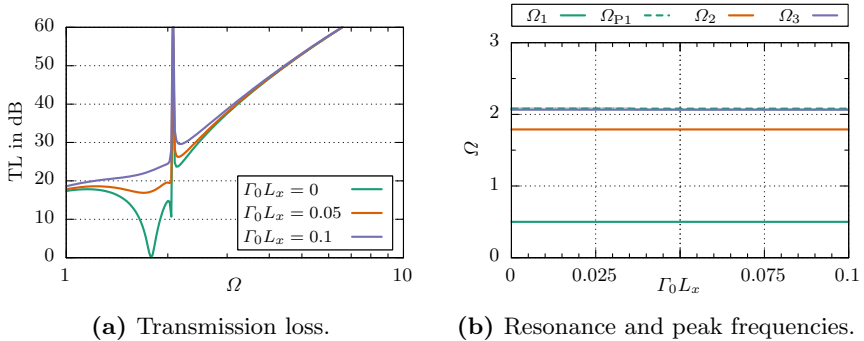 60
50
40
30
20
10
0
TL in dB
Γ₀Lₓ = 0
Γ₀Lₓ = 0.05
Γ₀Lₓ = 0.1
1
Ω
10
(a) Transmission loss.
Ω₁ Ω_P1 Ω₂ Ω₃
3
2
1
0
Ω
0 0.025 0.05 0.075 0.1
Γ₀Lₓ
(b) Resonance and peak frequencies.